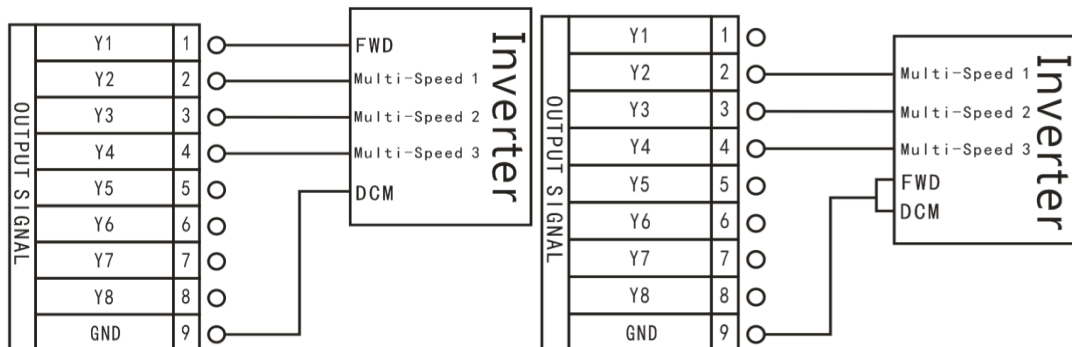 OUTPUT SIGNAL
Y1 1
Y2 2
Y3 3
Y4 4
Y5 5
Y6 6
Y7 7
Y8 8
GND 9
FWD
Multi-Speed 1
Multi-Speed 2
Multi-Speed 3
DCM
Inverter
OUTPUT SIGNAL
Y1 1
Y2 2
Y3 3
Y4 4
Y5 5
Y6 6
Y7 7
Y8 8
GND 9
Multi-Speed 1
Multi-Speed 2
Multi-Speed 3
FWD
DCM
Inverter